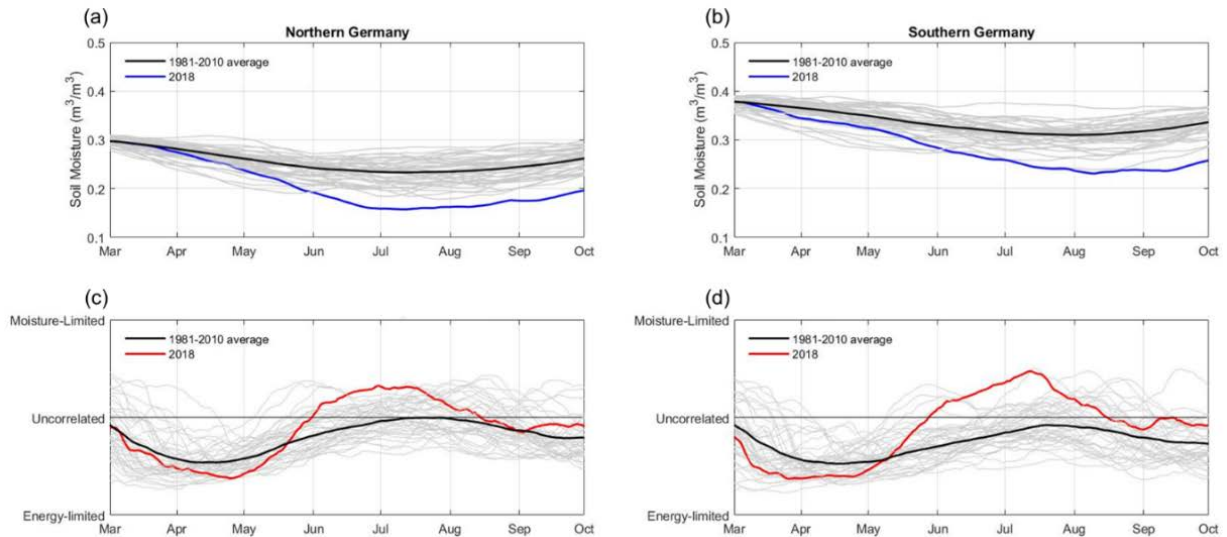 (a)
Northern Germany
0.5
0.4
0.3
0.2
0.1
Soil Moisture (m³/m³)
1981-2010 average
2018
Mar Apr May Jun Jul Aug Sep Oct
(b)
Southern Germany
0.5
0.4
0.3
0.2
0.1
Soil Moisture (m³/m³)
1981-2010 average
2018
Mar Apr May Jun Jul Aug Sep Oct
(c)
Moisture-Limited
Uncorrelated
Energy-limited
1981-2010 average
2018
Mar Apr May Jun Jul Aug Sep Oct
(d)
Moisture-Limited
Uncorrelated
Energy-limited
1981-2010 average
2018
Mar Apr May Jun Jul Aug Sep Oct